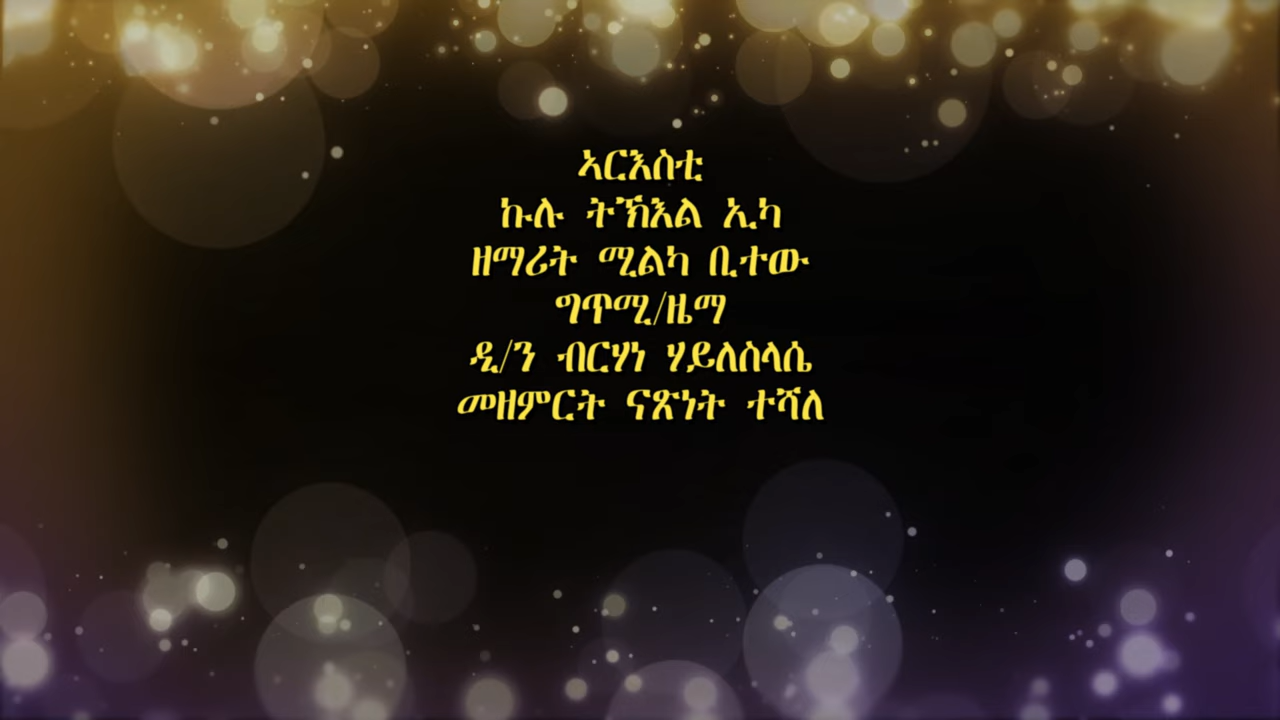 ኣርእስቲ
ኩሉ ትኽእል ኢካ
ዘማሪት ሚልካ ቢተው
ግጥሚ/ዜማ
ዲ/ን ብርሃነ ሃይለስላሴ
መዘምርት ናጽነት ተሻለ